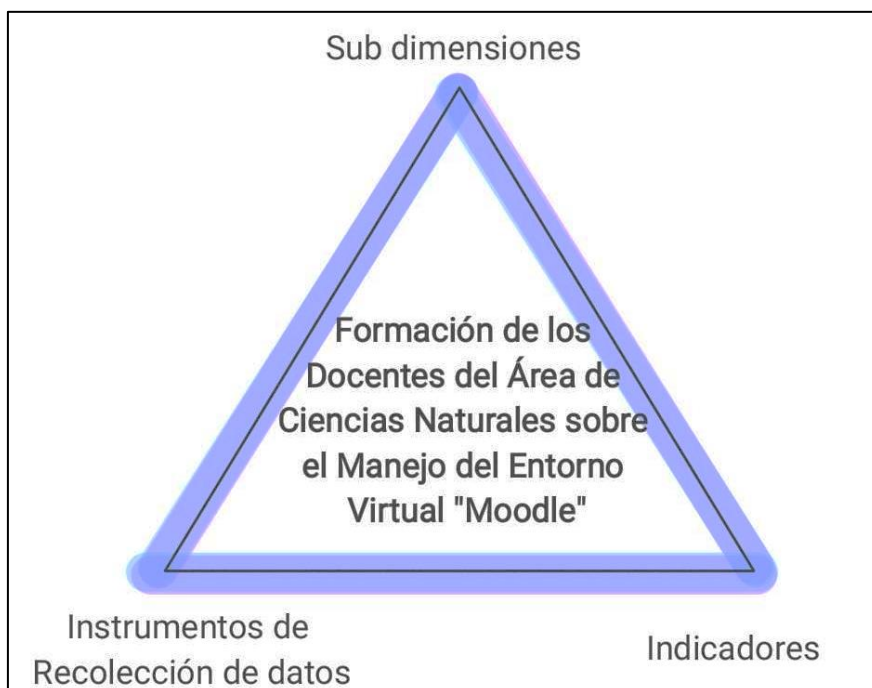 Sub dimensiones
Formación de los
Docentes del Área de
Ciencias Naturales sobre
el Manejo del Entorno
Virtual "Moodle"
Instrumentos de
Recolección de datos
Indicadores